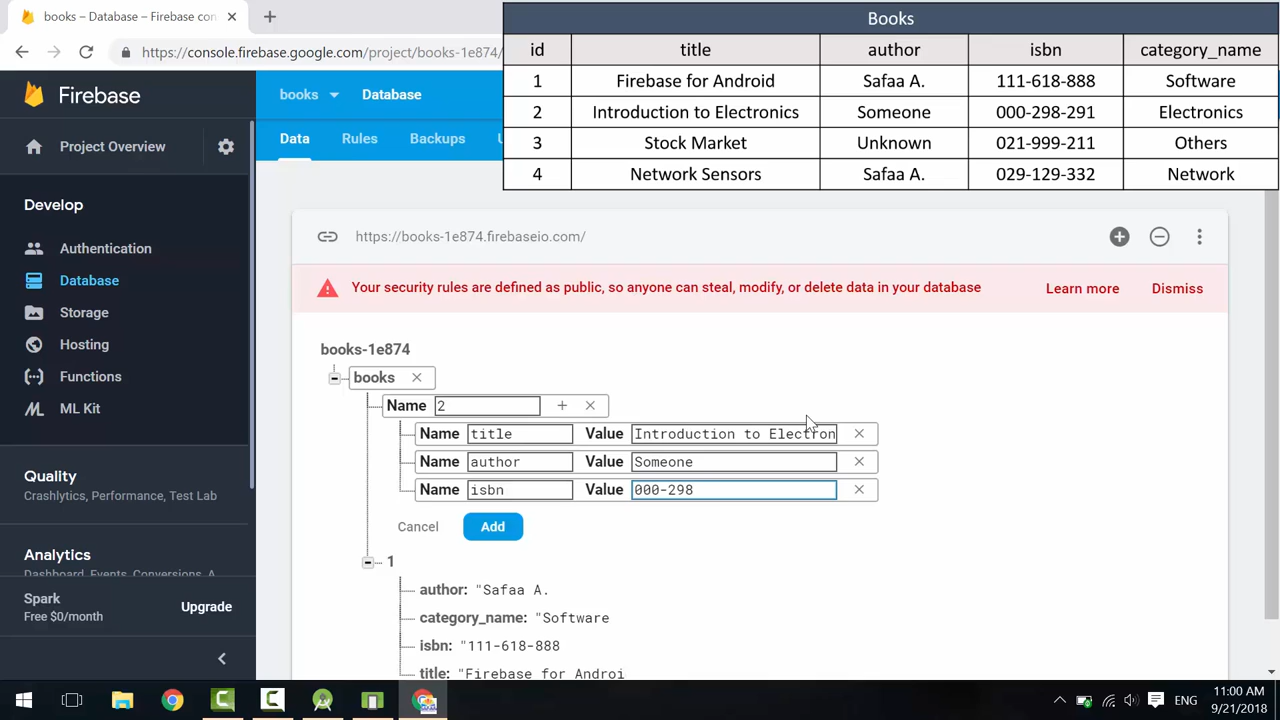 books – Database – Firebase con
https://console.firebase.google.com/project/books-1e874/
Books
id title author isbn category_name
1 Firebase for Android Safaa A. 111-618-888 Software
2 Introduction to Electronics Someone 000-298-291 Electronics
3 Stock Market Unknown 021-999-211 Others
4 Network Sensors Safaa A. 029-129-332 Network
Firebase
books Database
Project Overview
Data Rules Backups U
Develop
Authentication
Database
Storage
Hosting
Functions
ML Kit
Quality
Crashlytics, Performance, Test Lab
Analytics
Dashboard, Events, Conversions, A
Spark
Free $0/month
Upgrade
https://books-1e874.firebaseio.com/
Your security rules are defined as public, so anyone can steal, modify, or delete data in your database Learn more Dismiss
books-1e874
books
Name 2
Name title Value Introduction to Electron
Name author Value Someone
Name isbn Value 000-298
Cancel Add
1
author: "Safaa A.
category_name: "Software
isbn: "111-618-888
title: "Firebase for Androi
ENG
11:00 AM
9/21/2018